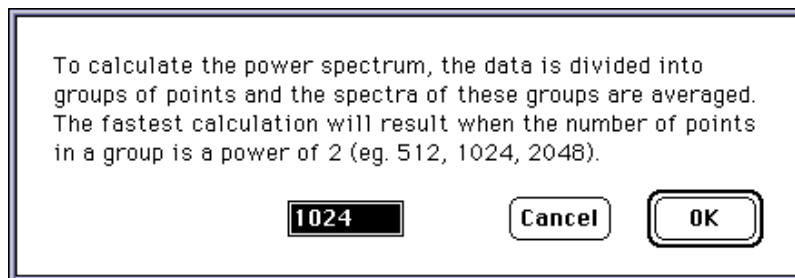 To calculate the power spectrum, the data is divided into
groups of points and the spectra of these groups are averaged.
The fastest calculation will result when the number of points
in a group is a power of 2 (eg. 512, 1024, 2048).
1024 Cancel OK